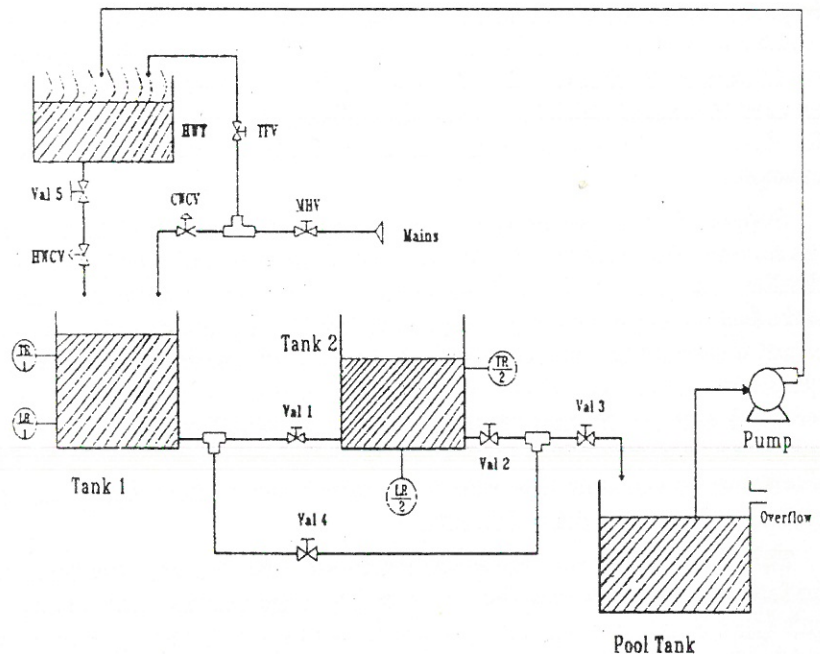 HWT
TFV
Val 5
CWCV
MHV
Mains
HWCV
Tank 2
TR
1
TR
2
LR
1
Val 1
Val 3
Val 2
Pump
Tank 1
LR
2
Val 4
Overflow
Pool Tank